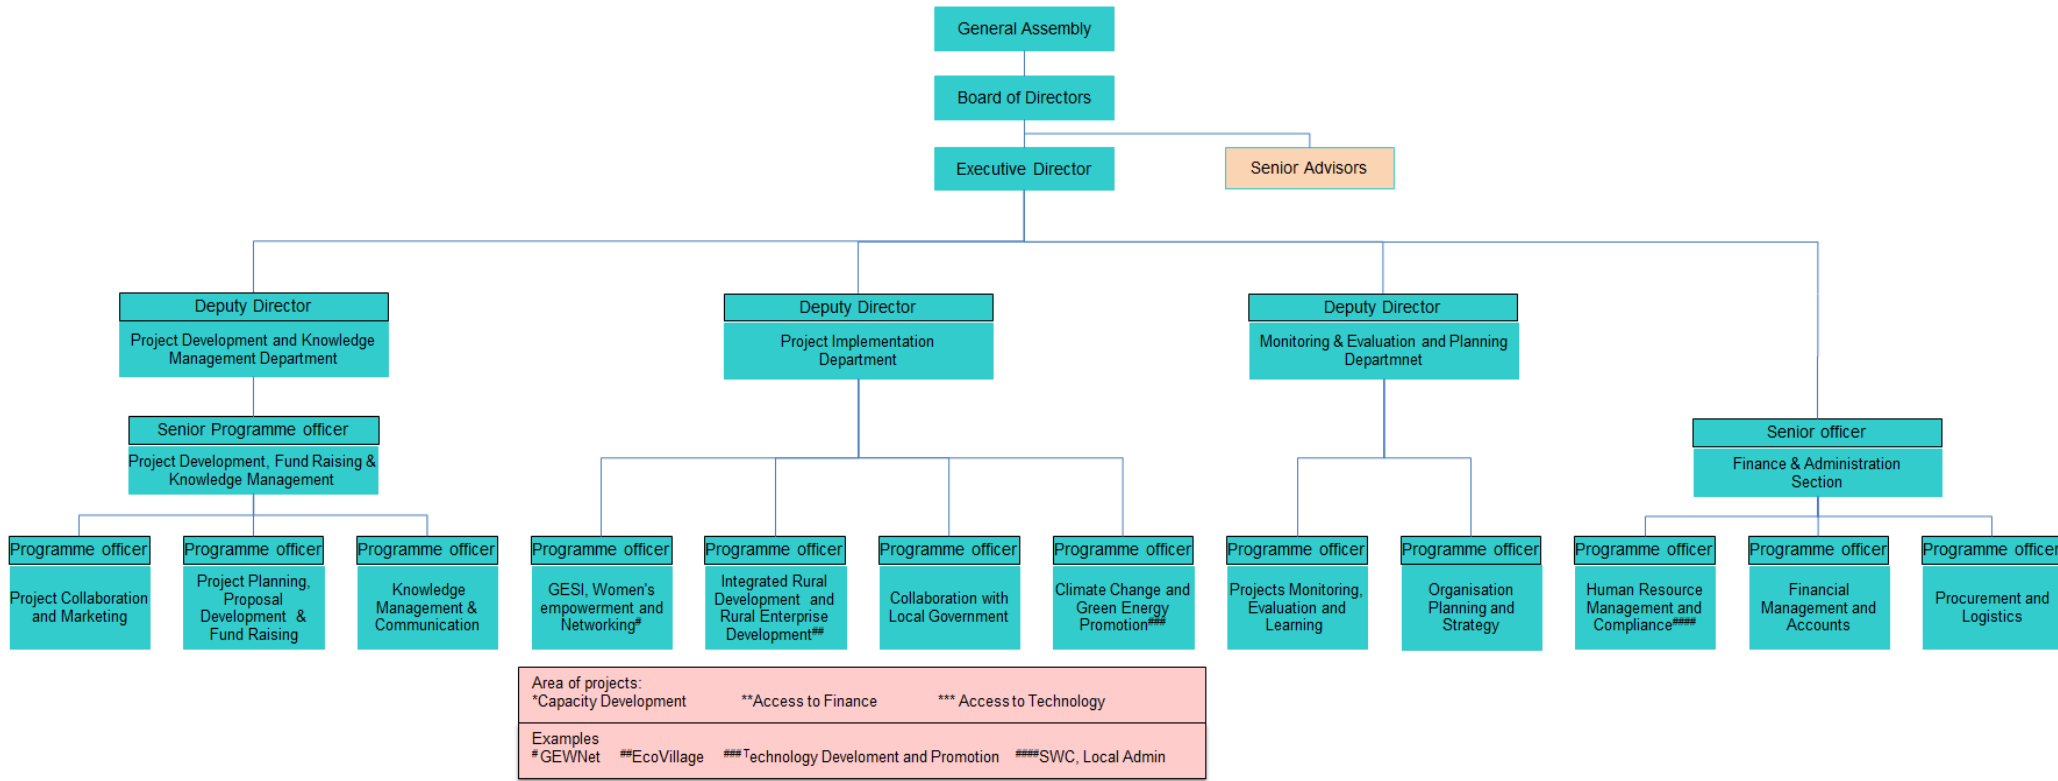 General Assembly
Board of Directors
Executive Director
Senior Advisors
Deputy Director
Project Development and Knowledge
Management Department
Deputy Director
Project Implementation
Department
Deputy Director
Monitoring & Evaluation and Planning
Departmnet
Senior Programme officer
Project Development, Fund Raising &
Knowledge Management
Senior officer
Finance & Administration
Section
Programme officer
Project Collaboration
and Marketing
Programme officer
Project Planning,
Proposal
Development &
Fund Raising
Programme officer
Knowledge
Management &
Communication
Programme officer
GESI, Women's
empowerment and
Networking#
Programme officer
Integrated Rural
Development and
Rural Enterprise
Development##
Programme officer
Collaboration with
Local Government
Programme officer
Climate Change and
Green Energy
Promotion###
Programme officer
Projects Monitoring,
Evaluation and
Learning
Programme officer
Organisation
Planning and
Strategy
Programme officer
Human Resource
Management and
Compliance####
Programme officer
Financial
Management and
Accounts
Programme officer
Procurement and
Logistics
Area of projects:
*Capacity Development **Access to Finance *** Access to Technology
Examples
# GEWNet ##EcoVillage ###Technology Develoment and Promotion ####SWC, Local Admin